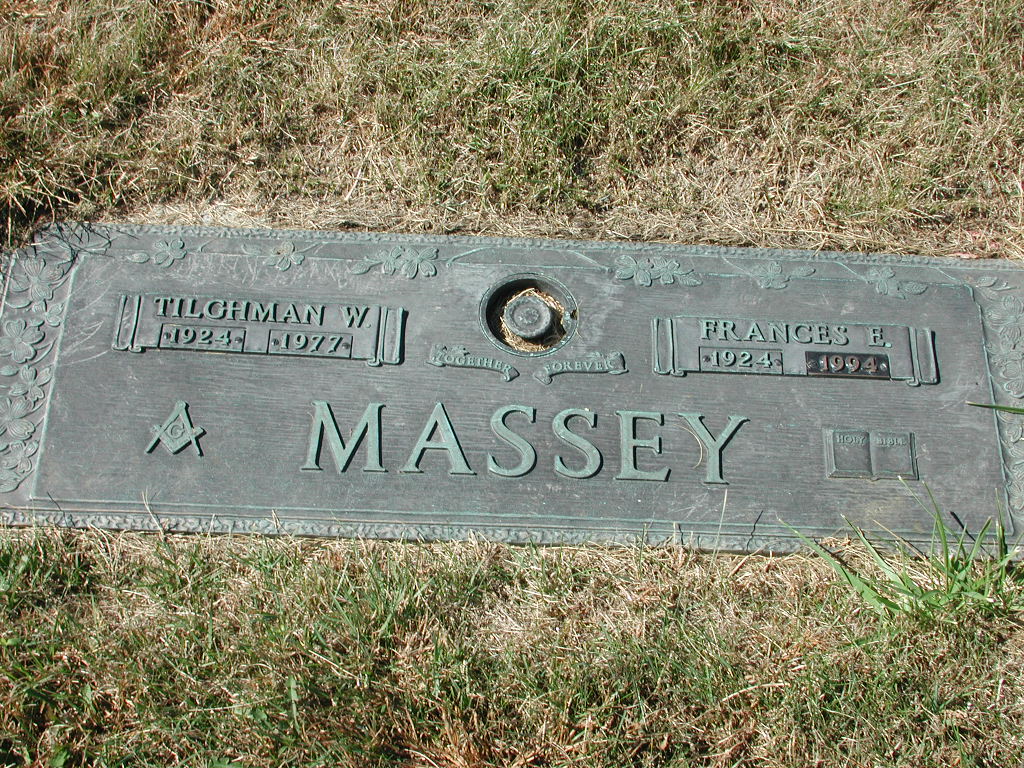 TILGHMAN W.
1924 1977
TOGETHER FOREVER
FRANCES E.
1924 1994
MASSEY
G
HOLY BIBLE